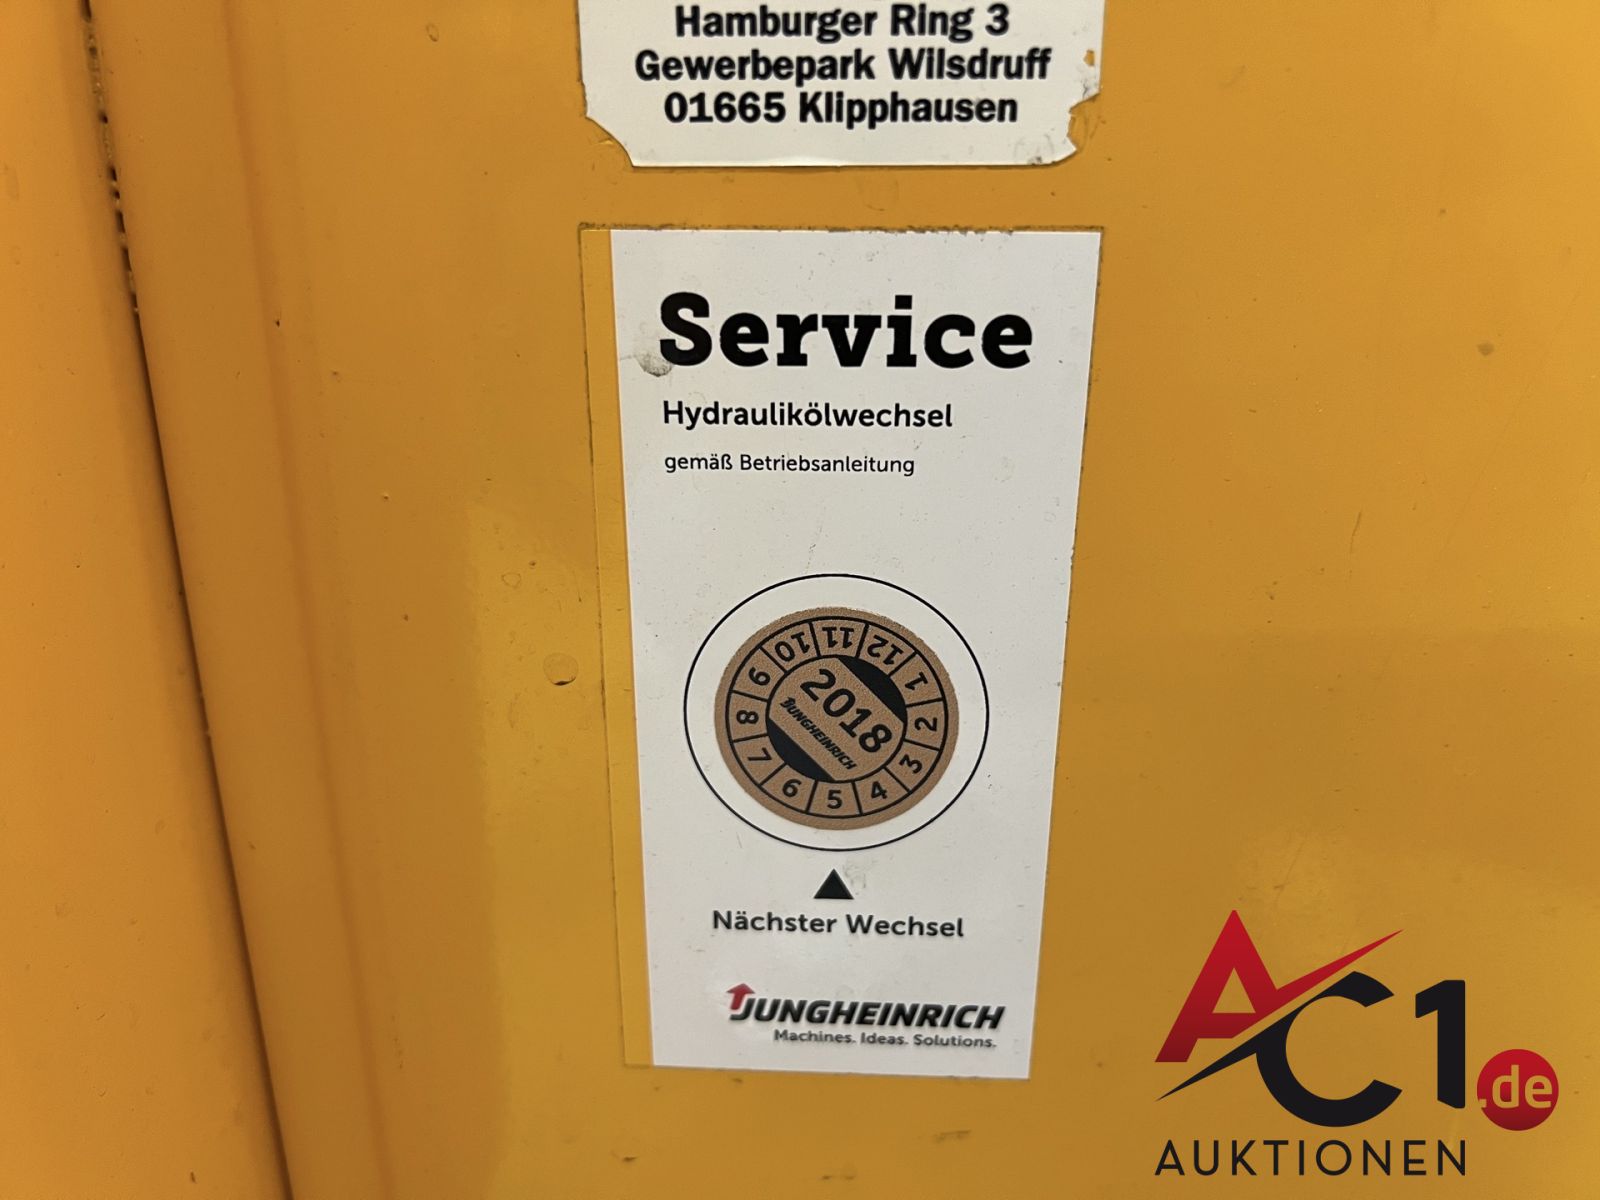 Hamburger Ring 3
Gewerbepark Wilsdruff
01665 Klipphausen
Service
Hydraulikölwechsel
gemäß Betriebsanleitung
10 11 12 1 2 3 4 5 6 7 8 9
2018
JUNGHEINRICH
Nächster Wechsel
JUNGHEINRICH
Machines. Ideas. Solutions.
AC1.de
AUKTIONEN